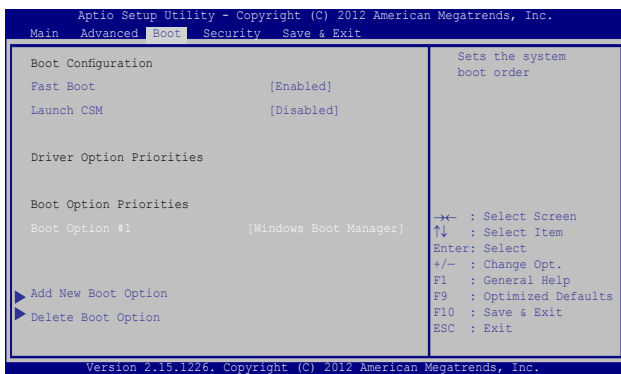 Aptio Setup Utility - Copyright (C) 2012 American Megatrends, Inc.
Main Advanced Boot Security Save & Exit
Boot Configuration
Fast Boot [Enabled]
Launch CSM [Disabled]
Driver Option Priorities
Boot Option Priorities
Boot Option #1 [Windows Boot Manager]
Add New Boot Option
Delete Boot Option
Sets the system
boot order
→← : Select Screen
↑↓ : Select Item
Enter: Select
+/— : Change Opt.
F1 : General Help
F9 : Optimized Defaults
F10 : Save & Exit
ESC : Exit
Version 2.15.1226. Copyright (C) 2012 American Megatrends, Inc.